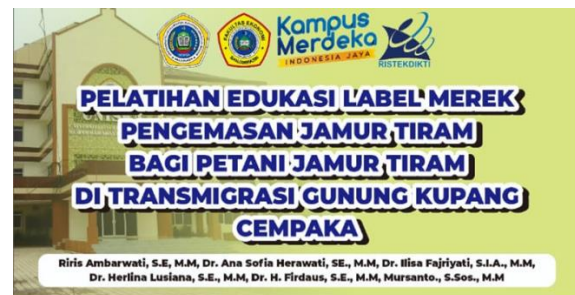 Kampus
Merdeka
INDONESIA JAYA
RISTEKDIKTI
PELATIHAN EDUKASI LABEL MEREK
PENGEMASAN JAMUR TIRAM
BAGI PETANI JAMUR TIRAM
DI TRANSMIGRASI GUNUNG KUPANG
CEMPAKA
Riris Ambarwati, S.E, M.M, Dr. Ana Sofia Herawati, SE., M.M, Dr. Ilisa Fajriyati, S.I.A., M.M,
Dr. Herlina Lusiana, S.E., M.M, Dr. H. Firdaus, S.E., M.M, Mursanto., S.Sos., M.M